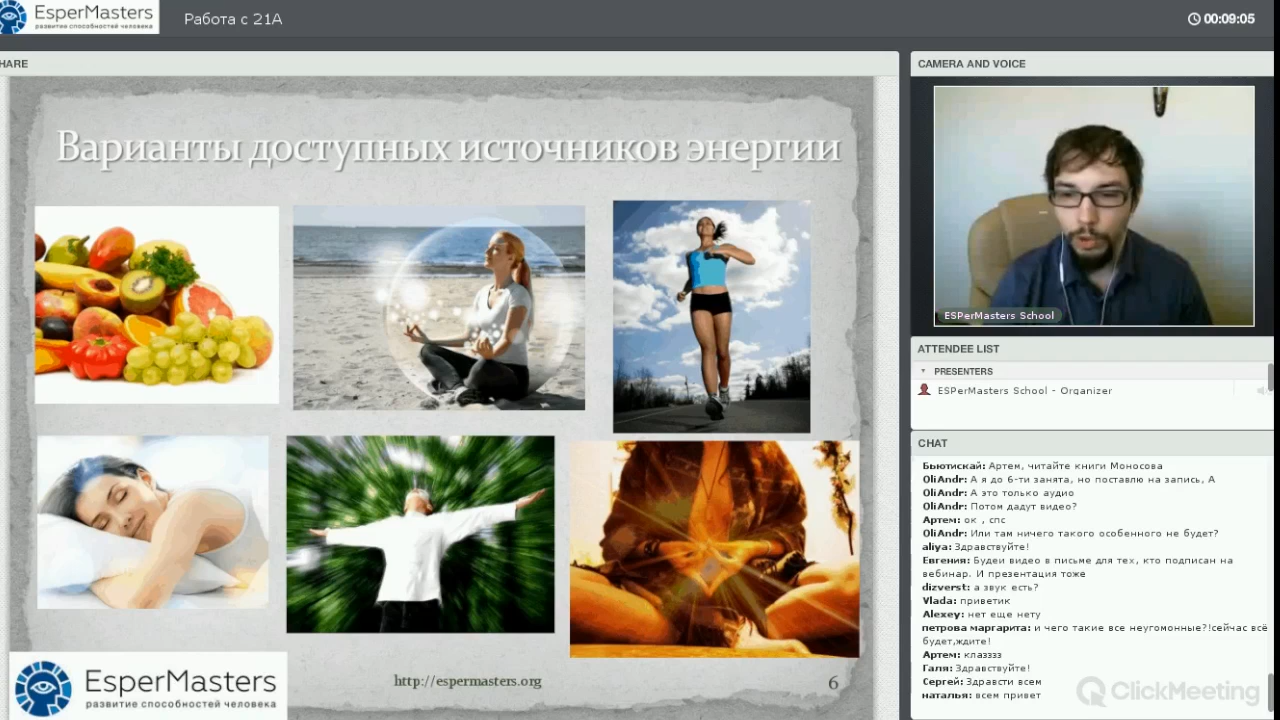 EsperMasters
развитие способностей человека
Работа с 21А
00:09:05
HARE
CAMERA AND VOICE
Варианты доступных источников энергии
ESPerMasters School
ATTENDEE LIST
PRESENTERS
ESPerMasters School - Organizer
CHAT
Бьютискай: Артем, читайте книги Моносова
OliAndr: А я до 6-ти занята, но поставлю на запись, А
OliAndr: А это только аудио
OliAndr: Потом дадут видео?
Артем: ок , спс
OliAndr: Или там ничего такого особенного не будет?
aliya: Здравствуйте!
Евгения: Будеи видео в письме для тех, кто подписан на
вебинар. И презентация тоже
dizverst: а звук есть?
Vlada: приветик
Alexey: нет еще нету
петрова маргарита: и чего такие все неугомонные?!сейчас всё
будет,ждите!
Артем: клазззз
Галя: Здравствуйте!
Сергей: Здравсти всем
наталья: всем привет
ClickMeeting
EsperMasters
развитие способностей человека
http://espermasters.org
6